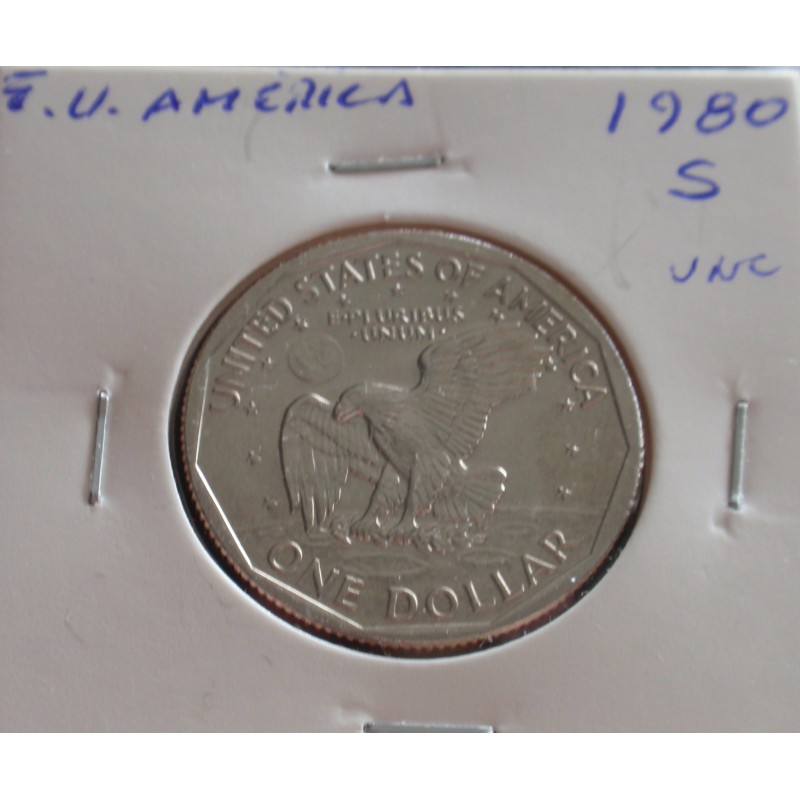 E.U. AMERICA
1980
S
UNC
UNITED STATES OF AMERICA
E·PLURIBUS
·UNUM·
ONE DOLLAR